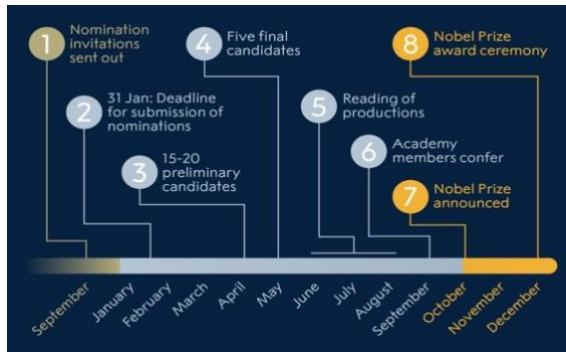 1
Nomination
invitations
sent out
2
31 Jan: Deadline
for submission of
nominations
3
15-20
preliminary
candidates
4
Five final
candidates
5
Reading of
productions
6
Academy
members confer
7
Nobel Prize
announced
8
Nobel Prize
award ceremony
September
January
February
March
April
May
June
July
August
September
October
November
December